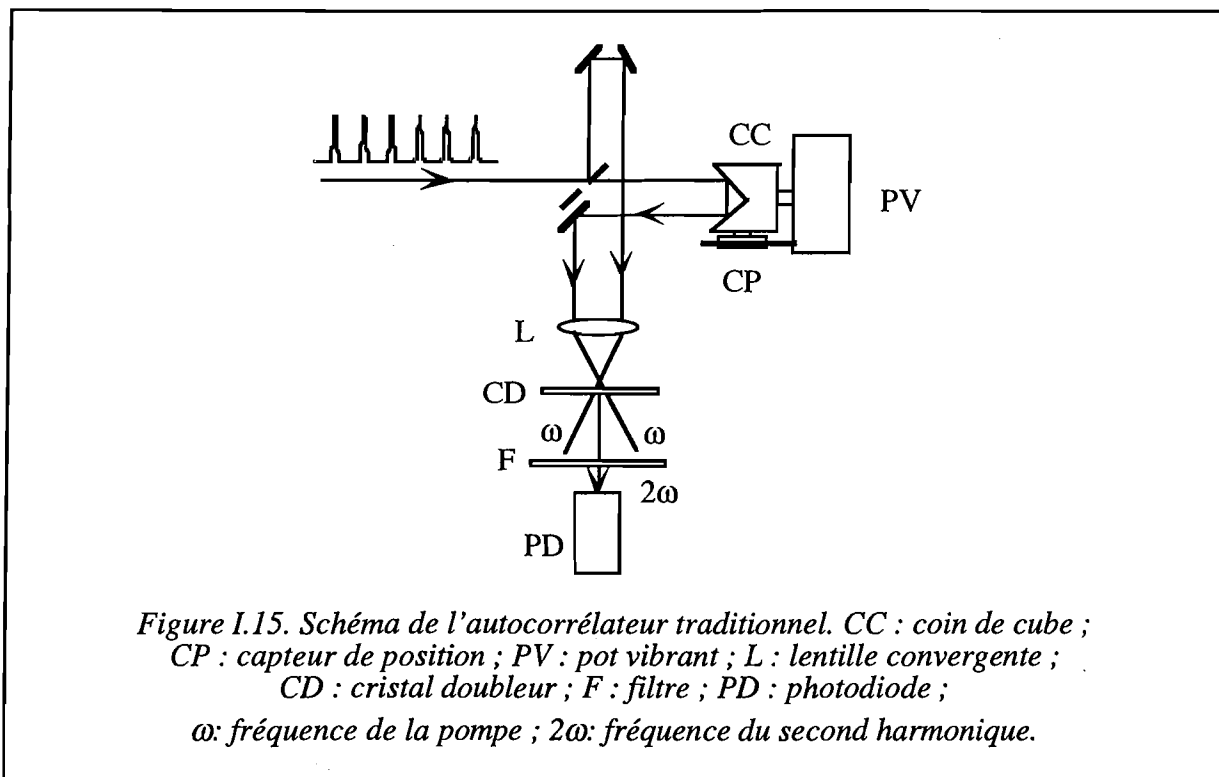 CC
PV
CP
L
CD
ω ω
F
2ω
PD
Figure I.15. Schéma de l'autocorrélateur traditionnel. CC : coin de cube ;
CP : capteur de position ; PV : pot vibrant ; L : lentille convergente ;
CD : cristal doubleur ; F : filtre ; PD : photodiode ;
ω: fréquence de la pompe ; 2ω: fréquence du second harmonique.